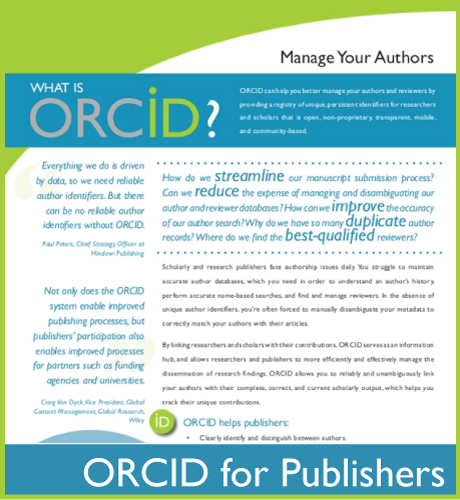 Manage Your Authors
WHAT IS
ORCiD?
ORCID can help you better manage your authors and reviewers by
providing a registry of unique, persistent identifiers for researchers
and scholars that is open, non-proprietary, transparent, mobile,
and community-based.
Everything we do is driven
by data, so we need reliable
author identifiers. But there
can be no reliable author
identifiers without ORCID.
Paul Peters, Chief Strategy Officer at
Hindawi Publishing
Not only does the ORCID
system enable improved
publishing processes, but
publishers' participation also
enables improved processes
for partners such as funding
agencies and universities.
Craig Van Dyck, Vice President, Global
Content Management, Global Research,
Wiley
How do we streamline our manuscript submission process?
Can we reduce the expense of managing and disambiguating our
author and reviewer databases? How can we improve the accuracy
of our author search? Why do we have so many duplicate author
records? Where do we find the best-qualified reviewers?
Scholarly and research publishers face authorship issues daily. You struggle to maintain
accurate author databases, which you need in order to understand an author's history,
perform accurate name-based searches, and find and manage reviewers. In the absence of
unique author identifiers, you're often forced to manually disambiguate your metadata to
correctly match your authors with their articles.
By linking researchers and scholars with their contributions, ORCID serves as an information
hub, and allows researchers and publishers to more efficiently and effectively manage the
dissemination of research findings. ORCID allows you to reliably and unambiguously link
your authors with their complete, correct, and current scholarly output, which helps you
track their unique contributions.
iD
ORCID helps publishers:
• Clearly identify and distinguish between authors.
ORCID for Publishers